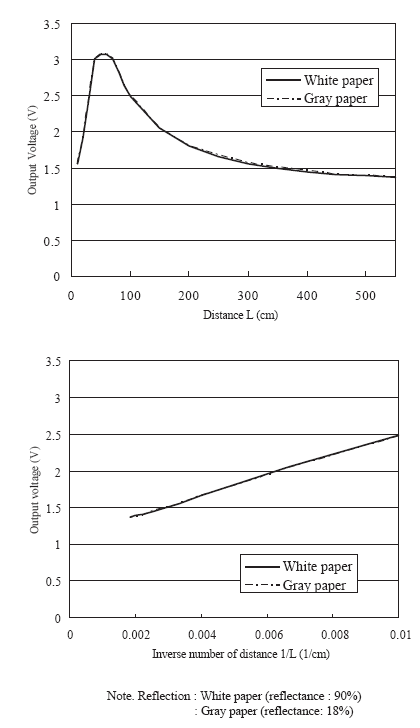 3.5
3
2.5
2
1.5
1
0.5
0
Output Voltage (V)
White paper
Gray paper
0 100 200 300 400 500
Distance L (cm)
3.5
3
2.5
2
1.5
1
0.5
0
Output voltage (V)
White paper
Gray paper
0 0.002 0.004 0.006 0.008 0.01
Inverse number of distance 1/L (1/cm)
Note. Reflection : White paper (reflectance : 90%)
: Gray paper (reflectance: 18%)